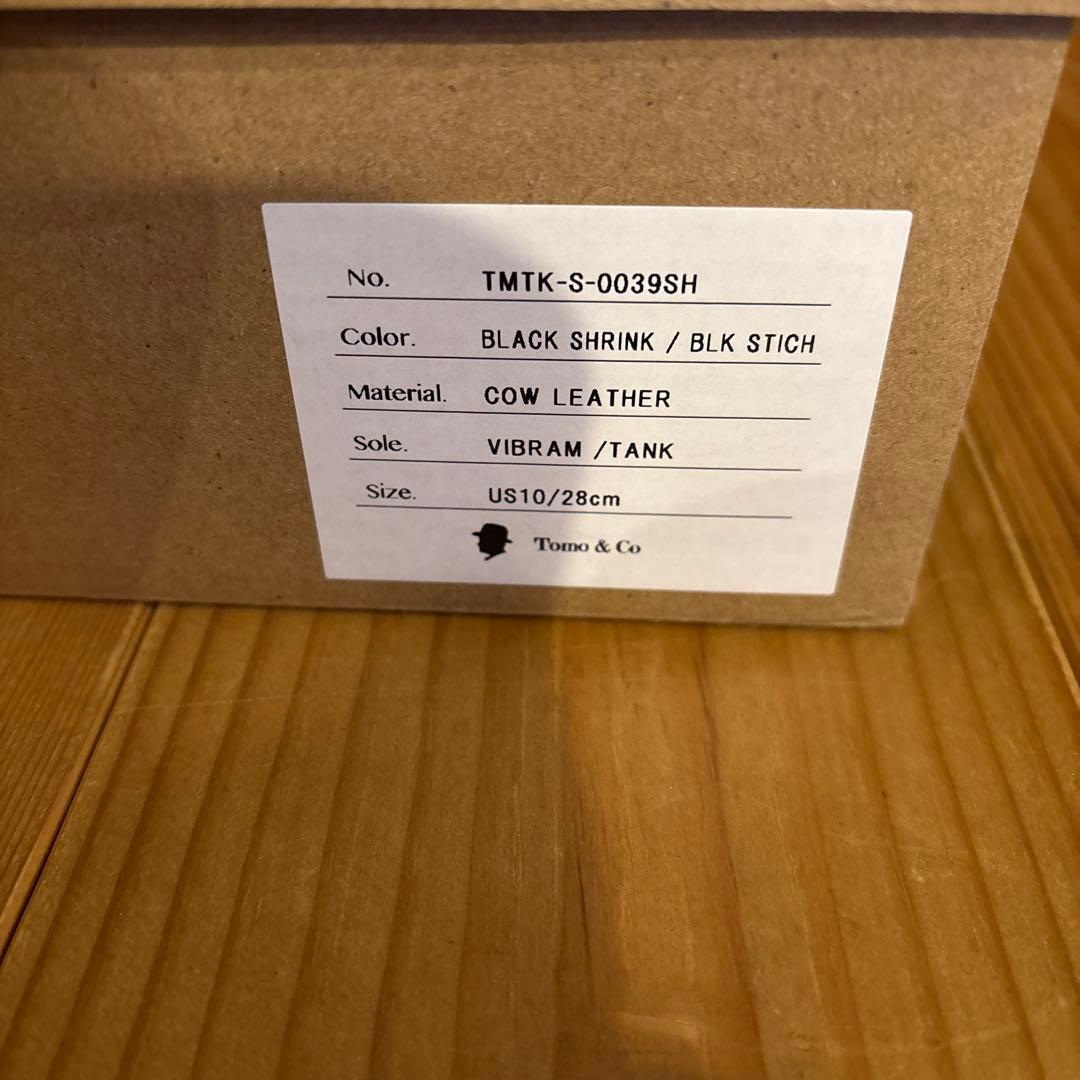 No. TMTK-S-0039SH
Color. BLACK SHRINK / BLK STICH
Material. COW LEATHER
Sole. VIBRAM /TANK
Size. US10/28cm
Tomo & Co